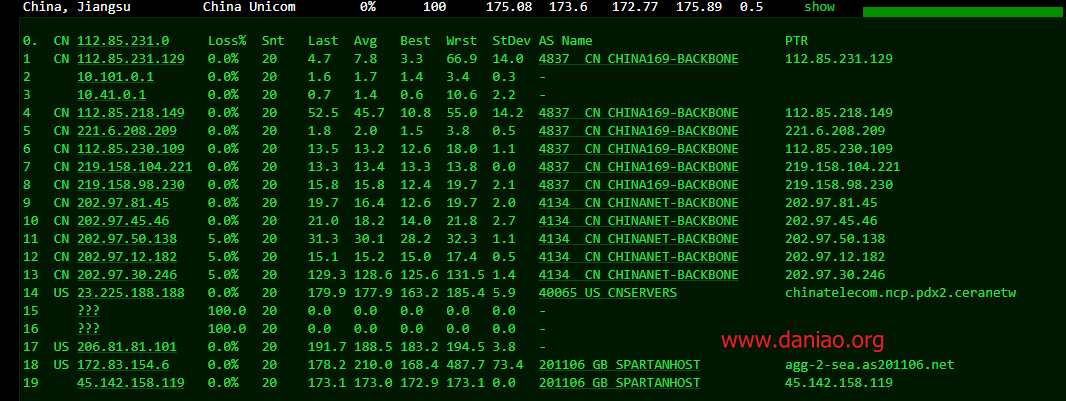 China, Jiangsu China Unicom 0% 100 175.08 173.6 172.77 175.89 0.5 show
0. CN 112.85.231.0 Loss% Snt Last Avg Best Wrst StDev AS Name PTR
1 CN 112.85.231.129 0.0% 20 4.7 7.8 3.3 66.9 14.0 4837 CN CHINA169-BACKBONE 112.85.231.129
2 10.101.0.1 0.0% 20 1.6 1.7 1.4 3.4 0.3 -
3 10.41.0.1 0.0% 20 0.7 1.4 0.6 10.6 2.2 -
4 CN 112.85.218.149 0.0% 20 52.5 45.7 10.8 55.0 14.2 4837 CN CHINA169-BACKBONE 112.85.218.149
5 CN 221.6.208.209 0.0% 20 1.8 2.0 1.5 3.8 0.5 4837 CN CHINA169-BACKBONE 221.6.208.209
6 CN 112.85.230.109 0.0% 20 13.5 13.2 12.6 18.0 1.1 4837 CN CHINA169-BACKBONE 112.85.230.109
7 CN 219.158.104.221 0.0% 20 13.3 13.4 13.3 13.8 0.0 4837 CN CHINA169-BACKBONE 219.158.104.221
8 CN 219.158.98.230 0.0% 20 15.8 15.8 12.4 19.7 2.1 4837 CN CHINA169-BACKBONE 219.158.98.230
9 CN 202.97.81.45 0.0% 20 19.7 16.4 12.6 19.7 2.0 4134 CN CHINANET-BACKBONE 202.97.81.45
10 CN 202.97.45.46 0.0% 20 21.0 18.2 14.0 21.8 2.7 4134 CN CHINANET-BACKBONE 202.97.45.46
11 CN 202.97.50.138 5.0% 20 31.3 30.1 28.2 32.3 1.1 4134 CN CHINANET-BACKBONE 202.97.50.138
12 CN 202.97.12.182 5.0% 20 15.1 15.2 15.0 17.4 0.5 4134 CN CHINANET-BACKBONE 202.97.12.182
13 CN 202.97.30.246 5.0% 20 129.3 128.6 125.6 131.5 1.4 4134 CN CHINANET-BACKBONE 202.97.30.246
14 US 23.225.188.188 0.0% 20 179.9 177.9 163.2 185.4 5.9 40065 US CNSERVERS chinatelecom.ncp.pdx2.ceranetw
15 ??? 100.0 20 0.0 0.0 0.0 0.0 0.0 -
16 ??? 100.0 20 0.0 0.0 0.0 0.0 0.0 -
17 US 206.81.81.101 0.0% 20 191.7 188.5 183.2 194.5 3.8 -
www.daniao.org
18 US 172.83.154.6 0.0% 20 178.2 210.0 168.4 487.7 73.4 201106 GB SPARTANHOST agg-2-sea.as201106.net
19 45.142.158.119 0.0% 20 173.1 173.0 172.9 173.1 0.0 201106 GB SPARTANHOST 45.142.158.119